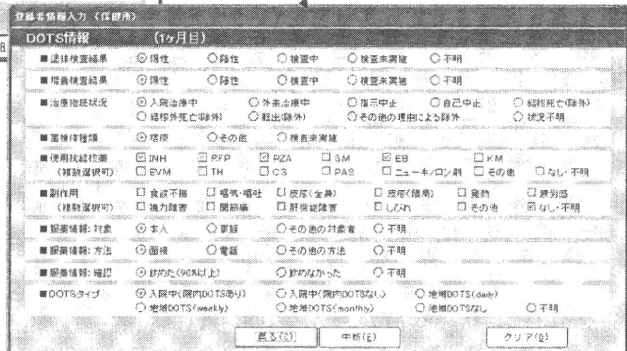 登録者情報入力 （保健所）
DOTS情報 (1ヶ月目)
■塗抹検査結果 陽性 陰性 検査中 検査未実施 不明
■培養検査結果 陽性 陰性 検査中 検査未実施 不明
■治療継続状況 入院治療中 外来治療中 指示中止 自己中止 結核死亡(除外)
結核外死亡(除外) 転出(除外) その他の理由による除外 状況不明
■菌検体種類 喀痰 その他 検査未実施
■使用抗結核薬 INH RFP PZA SM EB KM
(複数選択可) EVM TH CS PAS ニューキノロン剤 その他 なし・不明
■副作用 食欲不振 嘔気・嘔吐 皮疹(全身) 皮疹(限局) 発熱 疲労感
(複数選択可) 視力障害 関節痛 肝機能障害 しびれ その他 なし・不明
■服薬情報:対象 本人 家族 その他の対象者 不明
■服薬情報:方法 面接 電話 その他の方法 不明
■服薬情報:確認 飲めた(90%以上) 飲めなかった 不明
■DOTSタイプ 入院中(院内DOTSあり) 入院中(院内DOTSなし) 地域DOTS(daily)
地域DOTS(weekly) 地域DOTS(monthly) 地域DOTSなし 不明
戻る(C) 中断(E) クリア(B)